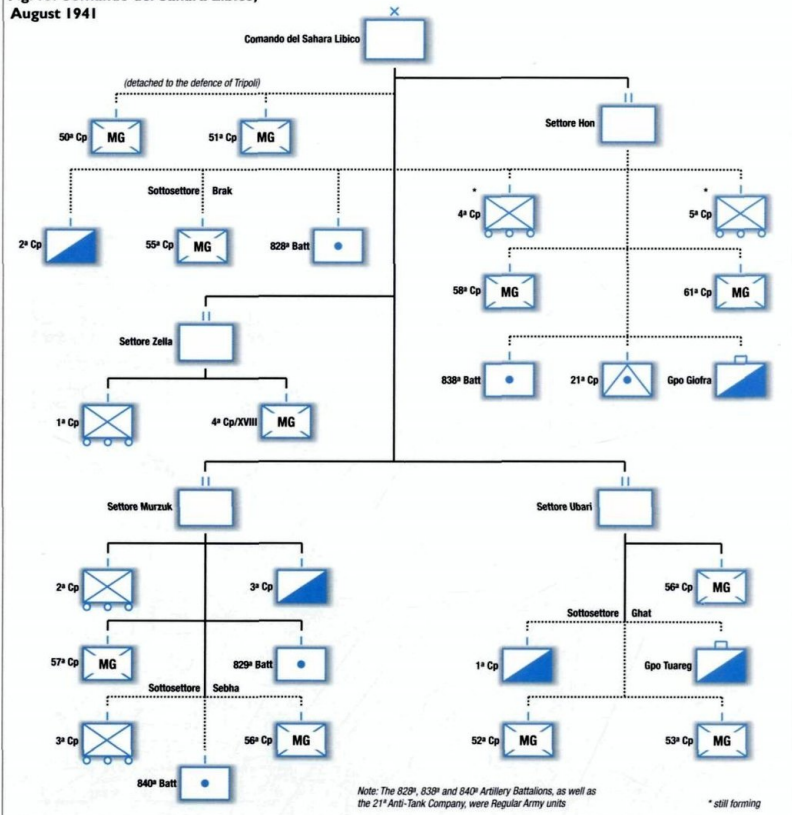 August 1941
Comando del Sahara Libico
(detached to the defence of Tripoli)
50ª Cp
MG
51ª Cp
MG
Settore Hon
Sottosettore Brak
2ª Cp
55ª Cp
MG
828ª Batt
*
4ª Cp
*
5ª Cp
58ª Cp
MG
61ª Cp
MG
838ª Batt
21ª Cp
Gpo Giofra
Settore Zella
1ª Cp
4ª Cp/XVIII
MG
Settore Murzuk
2ª Cp
3ª Cp
57ª Cp
MG
829ª Batt
Sottosettore Sebha
3ª Cp
56ª Cp
MG
840ª Batt
Settore Ubari
56ª Cp
MG
Sottosettore Ghat
1ª Cp
Gpo Tuareg
52ª Cp
MG
53ª Cp
MG
Note: The 828ª, 838ª and 840ª Artillery Battalions, as well as
the 21ª Anti-Tank Company, were Regular Army units
* still forming